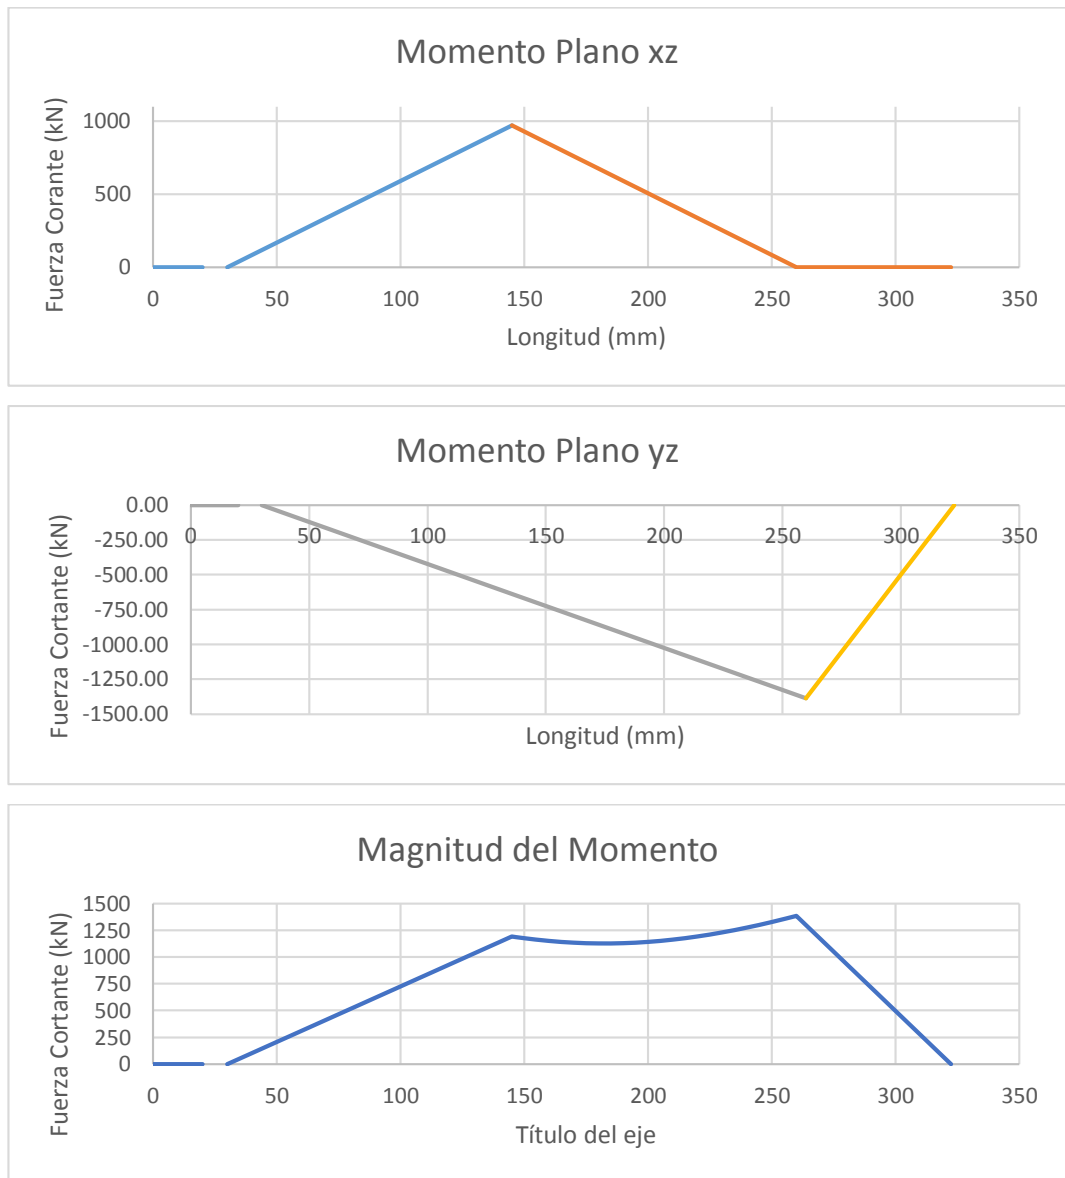 Momento Plano xz
Fuerza Corante (kN)
1000
500
0
0 50 100 150 200 250 300 350
Longitud (mm)
Momento Plano yz
Fuerza Cortante (kN)
0.00
-250.00
-500.00
-750.00
-1000.00
-1250.00
-1500.00
0 50 100 150 200 250 300 350
Longitud (mm)
Magnitud del Momento
Fuerza Cortante (kN)
1500
1250
1000
750
500
250
0
0 50 100 150 200 250 300 350
Título del eje